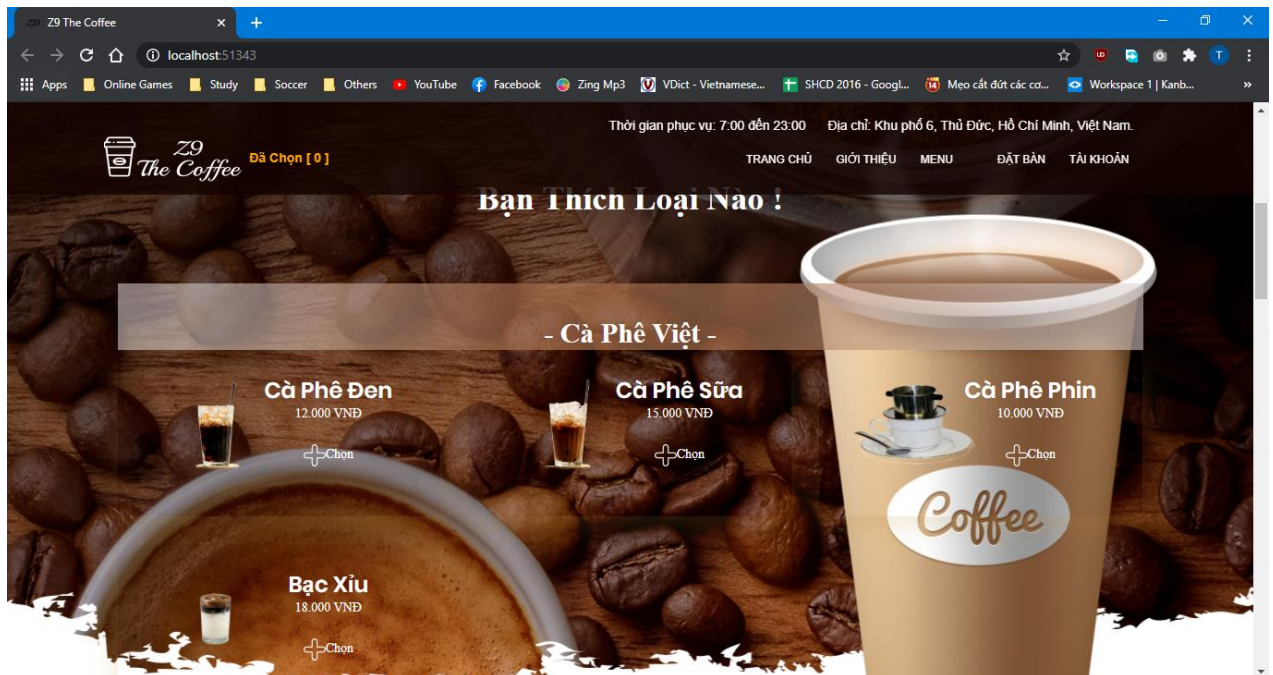 Z9 The Coffee
localhost:51343
Apps Online Games Study Soccer Others YouTube Facebook Zing Mp3 VDict - Vietnamese... SHCD 2016 - Googl... Mẹo cắt đứt các cơ... Workspace 1 | Kanb... »
Thời gian phục vụ: 7:00 đến 23:00 Địa chỉ: Khu phố 6, Thủ Đức, Hồ Chí Minh, Việt Nam.
Z9
The Coffee
Đã Chọn [ 0 ]
TRANG CHỦ GIỚI THIỆU MENU ĐẶT BÀN TÀI KHOẢN
Bạn Thích Loại Nào !
- Cà Phê Việt -
Cà Phê Đen
12.000 VNĐ
Chọn
Cà Phê Sữa
15.000 VNĐ
Chọn
Cà Phê Phin
10.000 VNĐ
Chọn
Coffee
Bạc Xỉu
18.000 VNĐ
Chọn